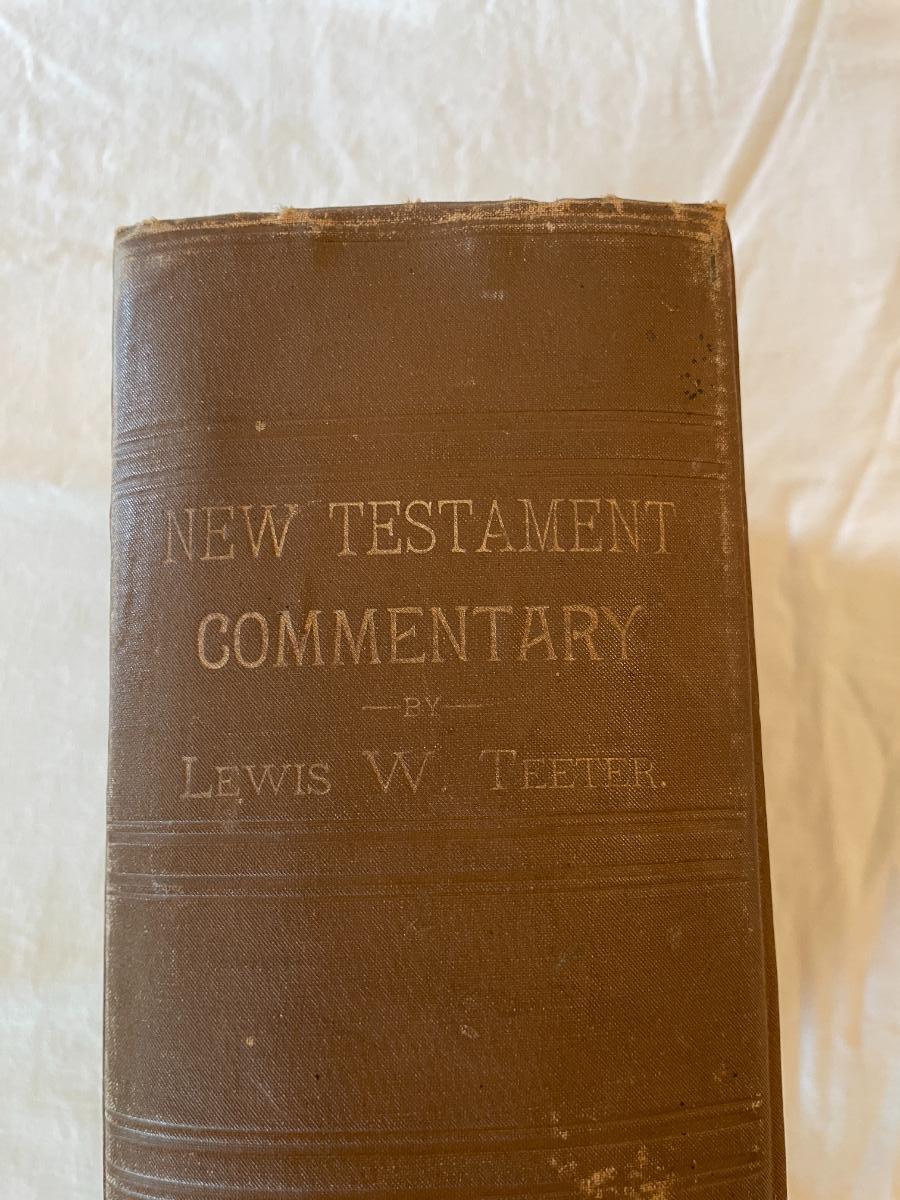 NEW TESTAMENT
COMMENTARY
—BY—
LEWIS W. TEETER.